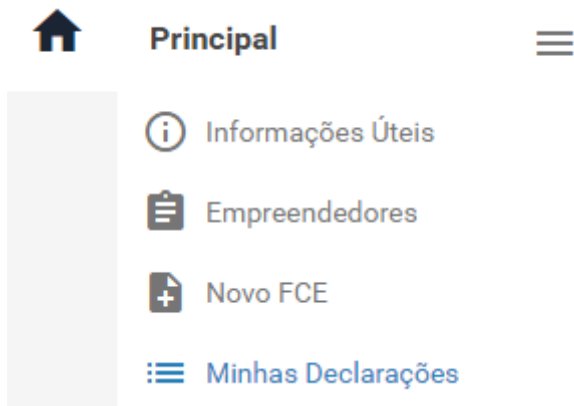 Principal
Informações Úteis
Empreendedores
Novo FCE
Minhas Declarações